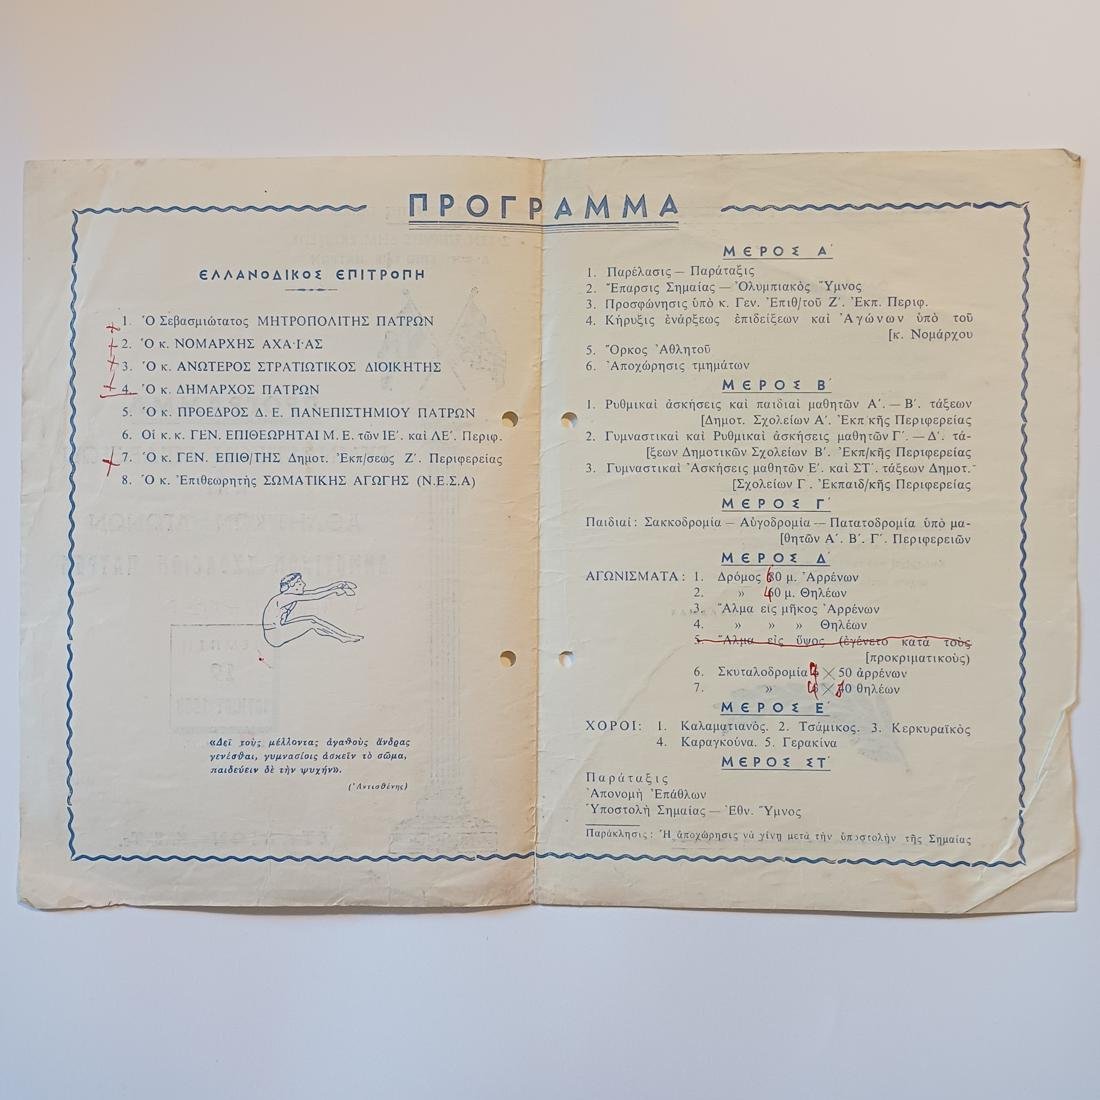 ΠΡΟΓΡΑΜΜΑ
ΕΛΛΑΝΟΔΙΚΟΣ ΕΠΙΤΡΟΠΗ
1. Ὁ Σεβασμιώτατος ΜΗΤΡΟΠΟΛΙΤΗΣ ΠΑΤΡΩΝ
2. Ὁ κ. ΝΟΜΑΡΧΗΣ ΑΧΑ·Ι·ΑΣ
3. Ὁ κ. ΑΝΩΤΕΡΟΣ ΣΤΡΑΤΙΩΤΙΚΟΣ ΔΙΟΙΚΗΤΗΣ
4. Ὁ κ. ΔΗΜΑΡΧΟΣ ΠΑΤΡΩΝ
5. Ὁ κ. ΠΡΟΕΔΡΟΣ Δ. Ε. ΠΑΝΕΠΙΣΤΗΜΙΟΥ ΠΑΤΡΩΝ
6. Οἱ κ. κ. ΓΕΝ. ΕΠΙΘΕΩΡΗΤΑΙ Μ. Ε. τῶν ΙΕ΄. καὶ ΛΕ΄. Περιφ.
7. Ὁ κ. ΓΕΝ. ΕΠΙΘ/ΤΗΣ Δημοτ. Ἐκπ/σεως Ζ΄. Περιφερείας
8. Ὁ κ. Ἐπιθεωρητὴς ΣΩΜΑΤΙΚΗΣ ΑΓΩΓΗΣ (Ν.Ε.Σ.Α)
«Δεῖ τοὺς μέλλοντας ἀγαθοὺς ἄνδρας
γενέσθαι, γυμνασίοις ἀσκεῖν τὸ σῶμα,
παιδεύειν δὲ τὴν ψυχήν».
(Ἀντισθένης)
ΜΕΡΟΣ Α΄
1. Παρέλασις — Παράταξις
2. Ἔπαρσις Σημαίας — Ὀλυμπιακὸς Ὕμνος
3. Προσφώνησις ὑπὸ κ. Γεν. Ἐπιθ/τοῦ Ζ΄. Ἐκπ. Περιφ.
4. Κήρυξις ἐνάρξεως ἐπιδείξεων καὶ Ἀγώνων ὑπὸ τοῦ
[κ. Νομάρχου
5. Ὅρκος Ἀθλητοῦ
6. Ἀποχώρησις τμημάτων
ΜΕΡΟΣ Β΄
1. Ρυθμικαὶ ἀσκήσεις καὶ παιδιαὶ μαθητῶν Α΄. — Β΄. τάξεων
[Δημοτ. Σχολείων Α΄. Ἐκπ κῆς Περιφερείας
2. Γυμναστικαὶ καὶ Ρυθμικαὶ ἀσκήσεις μαθητῶν Γ΄. — Δ΄. τά-
[ξεων Δημοτικῶν Σχολείων Β΄. Ἐκπ/κῆς Περιφερείας
3. Γυμναστικαὶ Ἀσκήσεις μαθητῶν Ε΄. καὶ ΣΤ΄. τάξεων Δημοτ.
[Σχολείων Γ . Ἐκπαιδ/κῆς Περιφερείας
ΜΕΡΟΣ Γ΄
Παιδιαί: Σακκοδρομία — Αὐγοδρομία — Πατατοδρομία ὑπὸ μα-
[θητῶν Α΄. Β΄. Γ΄. Περιφερειῶν
ΜΕΡΟΣ Δ΄
ΑΓΩΝΙΣΜΑΤΑ : 1. Δρόμος 60 μ. Ἀρρένων
2. » 40 μ. Θηλέων
3. Ἅλμα εἰς μῆκος Ἀρρένων
4. » » » Θηλέων
5. Ἅλμα εἰς ὕψος (ἐγένετο κατὰ τοὺς
[προκριματικοὺς)
6. Σκυταλοδρομία × 50 ἀρρένων
7. » × 40 θηλέων
ΜΕΡΟΣ Ε΄
ΧΟΡΟΙ : 1. Καλαματιανός. 2. Τσάμικος. 3. Κερκυραϊκὸς
4. Καραγκούνα. 5. Γερακίνα
ΜΕΡΟΣ ΣΤ΄
Παράταξις
Ἀπονομὴ Ἐπάθλων
Ὑποστολὴ Σημαίας — Ἐθν. Ὕμνος
Παράκλησις : Ἡ ἀποχώρησις νὰ γίνῃ μετὰ τὴν ὑποστολὴν τῆς Σημαίας